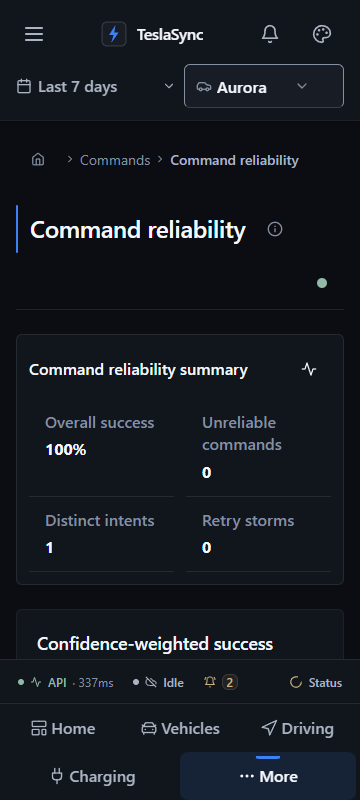 TeslaSync
Last 7 days
Aurora
Commands
Command reliability
Command reliability
Command reliability summary
Overall success
100%
Unreliable
commands
0
Distinct intents
1
Retry storms
0
Confidence-weighted success
API · 337ms
Idle
2
Status
Home
Vehicles
Driving
Charging
More